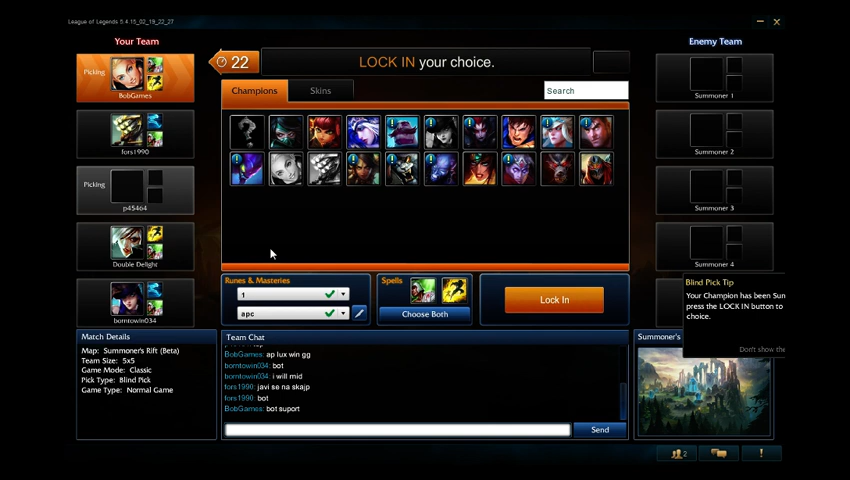 League of Legends 5.4.15_02_19_22_27
Your Team
22
LOCK IN your choice.
Enemy Team
Champions
Skins
Search
Picking
BobGames
fors1990
Picking
p45464
Double Delight
borntowin034
Summoner 1
Summoner 2
Summoner 3
Summoner 4
Runes & Masteries
1
apc
Spells
Choose Both
Lock In
Blind Pick Tip
Your Champion has been Sun
press the LOCK IN button to
choice.
Don't show the
Match Details
Map: Summoner's Rift (Beta)
Team Size: 5x5
Game Mode: Classic
Pick Type: Blind Pick
Game Type: Normal Game
Team Chat
BobGames: ap lux win gg
borntowin034: bot
borntowin034: i will mid
fors1990: javi se na skajp
fors1990: bot
BobGames: bot suport
Send
Summoner's
2